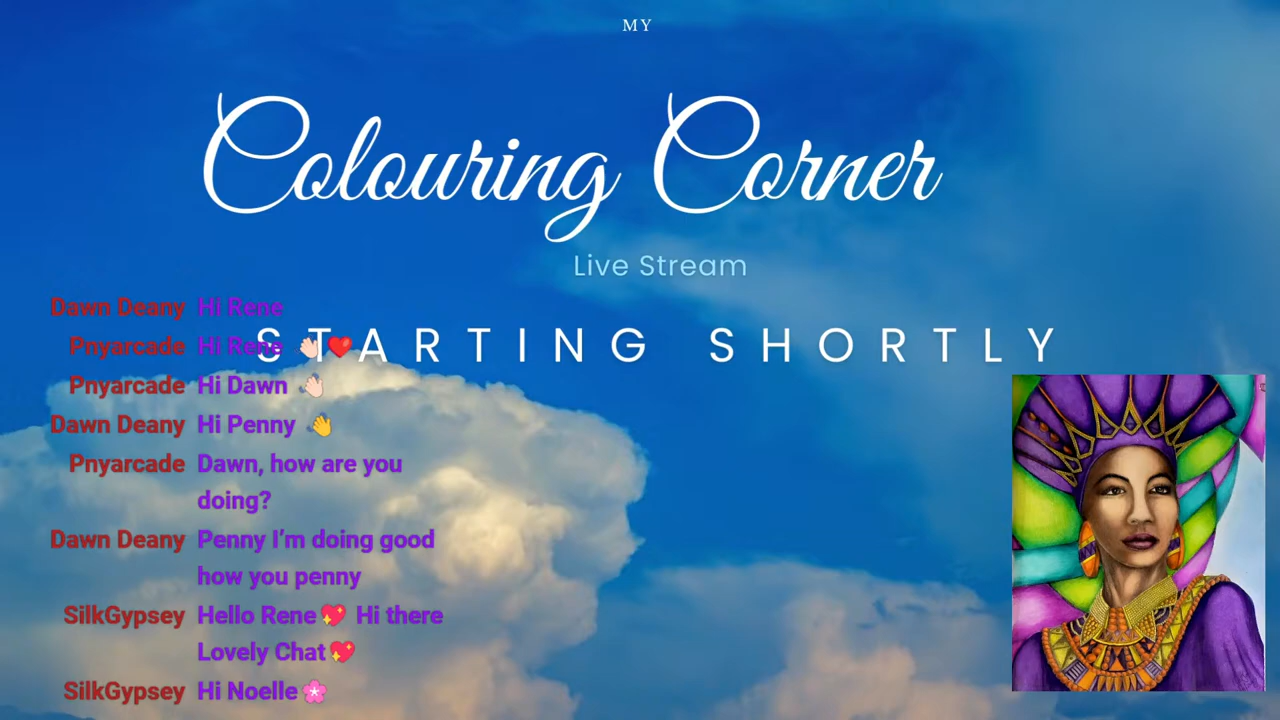 MY
Colouring Corner
Live Stream
STARTING SHORTLY
Dawn Deany Hi Rene
Pnyarcade Hi Rene 👋🏻❤️
Pnyarcade Hi Dawn 👋🏻
Dawn Deany Hi Penny 👋
Pnyarcade Dawn, how are you
doing?
Dawn Deany Penny I’m doing good
how you penny
SilkGypsey Hello Rene💖 Hi there
Lovely Chat💖
SilkGypsey Hi Noelle🌸